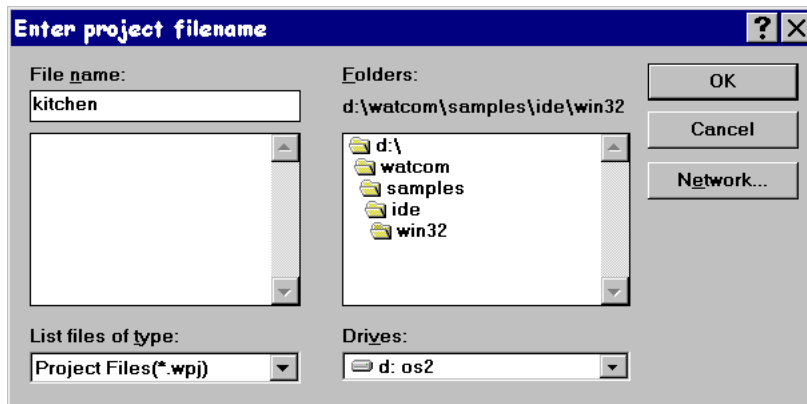 Enter project filename
File name:
kitchen
Folders:
d:\watcom\samples\ide\win32
d:\
watcom
samples
ide
win32
OK
Cancel
Network...
List files of type:
Project Files(*.wpj)
Drives:
d: os2